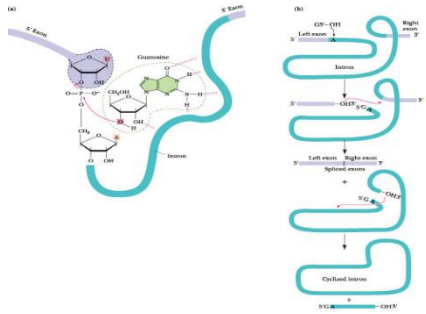 (a)
5' Exon
5' Exon
U
Guanosine
O
OH
O
O—P—O⁻
O
CH₂OH
O
OH
O
H
N
N
N
N
H
N—H
H
CH₂
O
A
O
OH
Intron
(b)
G5'—OH
Left exon
Right
exon
5'
A
3'
Intron
5'
OH3'
3'
5'G
A
Left exon
Right exon
5'
3'
Spliced exons
+
OH3'
5'G
A
Cyclized intron
+
5'G
A
OH3'